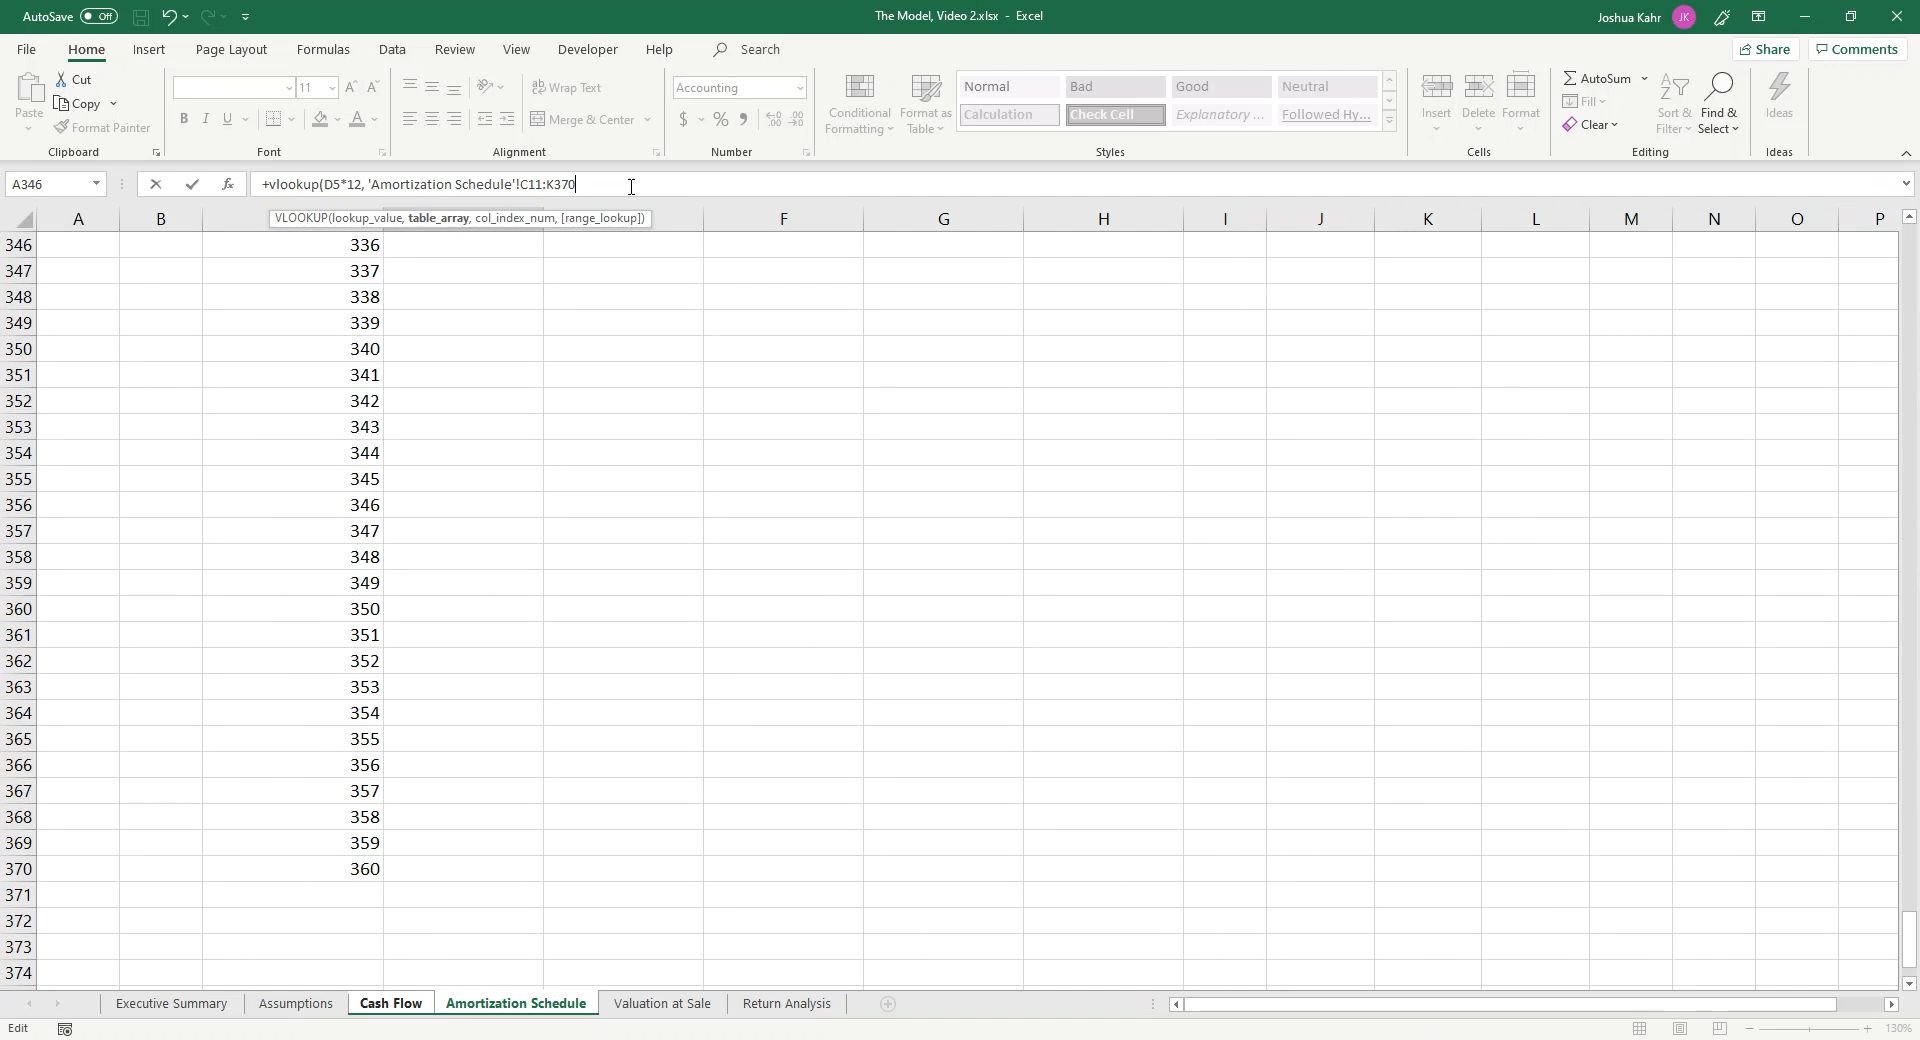 AutoSave Off The Model, Video 2.xlsx - Excel Joshua Kahr JK
File Home Insert Page Layout Formulas Data Review View Developer Help Search Share Comments
Paste Cut Copy Format Painter Clipboard
11 B I U Font
Wrap Text Merge & Center Alignment
Accounting $ % Number
Conditional Formatting Format as Table
Normal Bad Good Neutral
Calculation Check Cell Explanatory ... Followed Hy...
Styles
Insert Delete Format Cells
AutoSum Fill Clear Sort & Filter Find & Select Editing
Ideas Ideas
A346 fx +vlookup(D5*12, 'Amortization Schedule'!C11:K370
VLOOKUP(lookup_value, table_array, col_index_num, [range_lookup])
A B F G H I J K L M N O P
346 336
347 337
348 338
349 339
350 340
351 341
352 342
353 343
354 344
355 345
356 346
357 347
358 348
359 349
360 350
361 351
362 352
363 353
364 354
365 355
366 356
367 357
368 358
369 359
370 360
371
372
373
374
Executive Summary Assumptions Cash Flow Amortization Schedule Valuation at Sale Return Analysis
Edit 130%